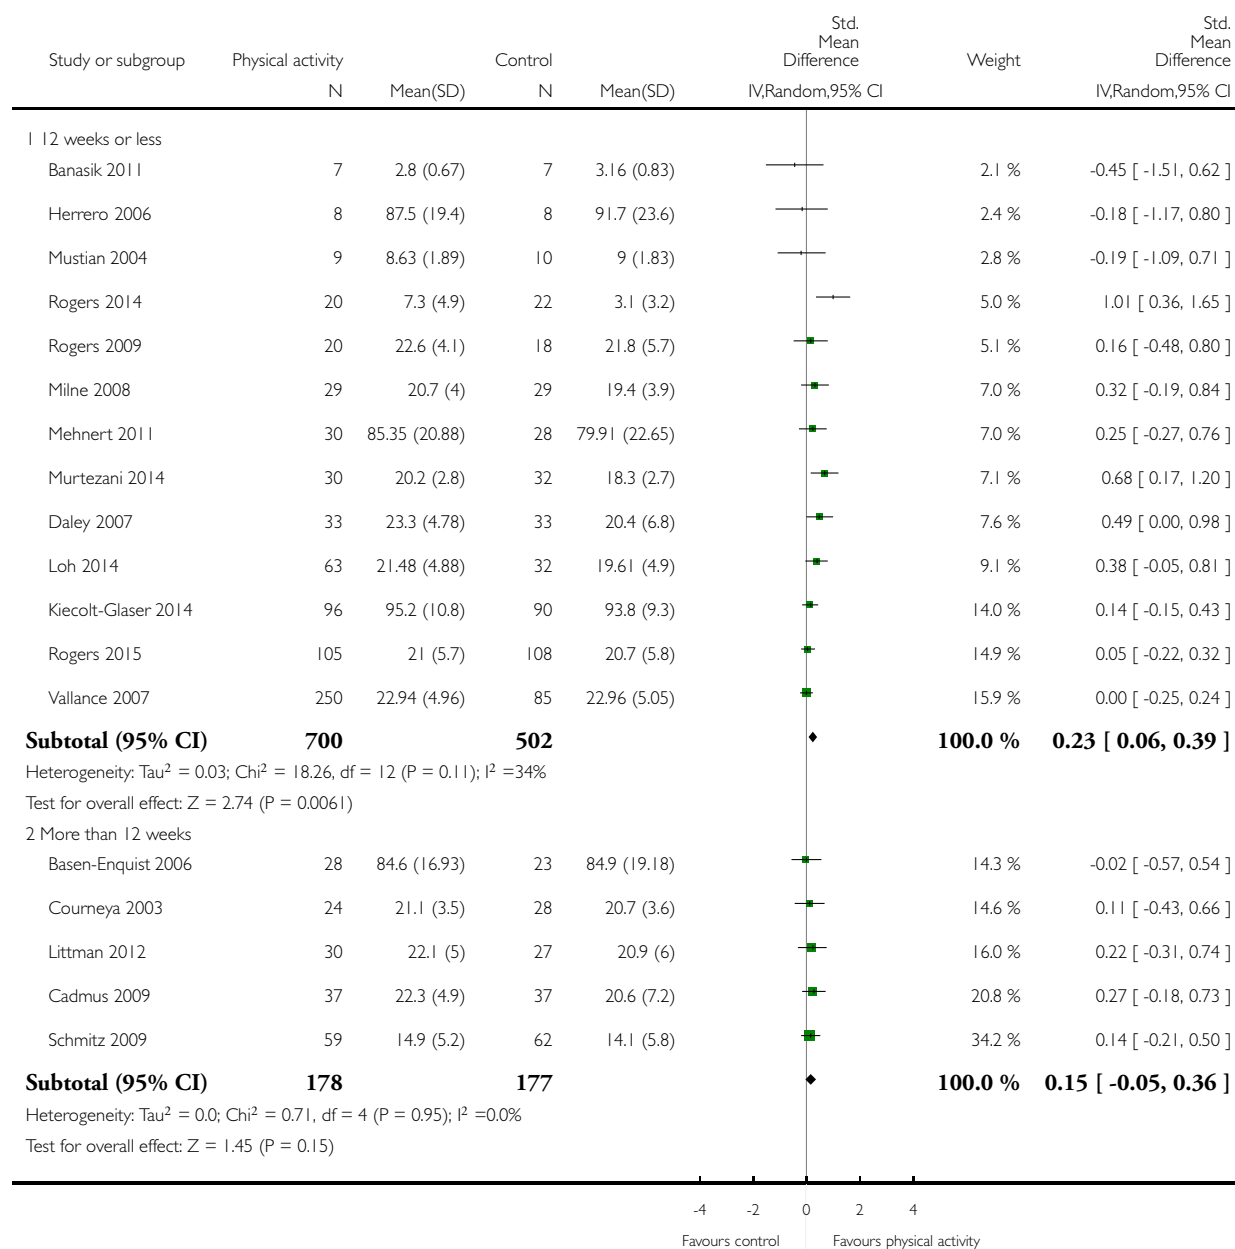 Std.
Mean
Difference
Std.
Mean
Difference
Study or subgroup Physical activity Control Weight
N Mean(SD) N Mean(SD) IV,Random,95% CI IV,Random,95% CI
1 12 weeks or less
Banasik 2011 7 2.8 (0.67) 7 3.16 (0.83) 2.1 % -0.45 [ -1.51, 0.62 ]
Herrero 2006 8 87.5 (19.4) 8 91.7 (23.6) 2.4 % -0.18 [ -1.17, 0.80 ]
Mustian 2004 9 8.63 (1.89) 10 9 (1.83) 2.8 % -0.19 [ -1.09, 0.71 ]
Rogers 2014 20 7.3 (4.9) 22 3.1 (3.2) 5.0 % 1.01 [ 0.36, 1.65 ]
Rogers 2009 20 22.6 (4.1) 18 21.8 (5.7) 5.1 % 0.16 [ -0.48, 0.80 ]
Milne 2008 29 20.7 (4) 29 19.4 (3.9) 7.0 % 0.32 [ -0.19, 0.84 ]
Mehnert 2011 30 85.35 (20.88) 28 79.91 (22.65) 7.0 % 0.25 [ -0.27, 0.76 ]
Murtezani 2014 30 20.2 (2.8) 32 18.3 (2.7) 7.1 % 0.68 [ 0.17, 1.20 ]
Daley 2007 33 23.3 (4.78) 33 20.4 (6.8) 7.6 % 0.49 [ 0.00, 0.98 ]
Loh 2014 63 21.48 (4.88) 32 19.61 (4.9) 9.1 % 0.38 [ -0.05, 0.81 ]
Kiecolt-Glaser 2014 96 95.2 (10.8) 90 93.8 (9.3) 14.0 % 0.14 [ -0.15, 0.43 ]
Rogers 2015 105 21 (5.7) 108 20.7 (5.8) 14.9 % 0.05 [ -0.22, 0.32 ]
Vallance 2007 250 22.94 (4.96) 85 22.96 (5.05) 15.9 % 0.00 [ -0.25, 0.24 ]
Subtotal (95% CI) 700 502 100.0 % 0.23 [ 0.06, 0.39 ]
Heterogeneity: Tau² = 0.03; Chi² = 18.26, df = 12 (P = 0.11); I² =34%
Test for overall effect: Z = 2.74 (P = 0.0061)
2 More than 12 weeks
Basen-Enquist 2006 28 84.6 (16.93) 23 84.9 (19.18) 14.3 % -0.02 [ -0.57, 0.54 ]
Courneya 2003 24 21.1 (3.5) 28 20.7 (3.6) 14.6 % 0.11 [ -0.43, 0.66 ]
Littman 2012 30 22.1 (5) 27 20.9 (6) 16.0 % 0.22 [ -0.31, 0.74 ]
Cadmus 2009 37 22.3 (4.9) 37 20.6 (7.2) 20.8 % 0.27 [ -0.18, 0.73 ]
Schmitz 2009 59 14.9 (5.2) 62 14.1 (5.8) 34.2 % 0.14 [ -0.21, 0.50 ]
Subtotal (95% CI) 178 177 100.0 % 0.15 [ -0.05, 0.36 ]
Heterogeneity: Tau² = 0.0; Chi² = 0.71, df = 4 (P = 0.95); I² =0.0%
Test for overall effect: Z = 1.45 (P = 0.15)
-4 -2 0 2 4
Favours control Favours physical activity